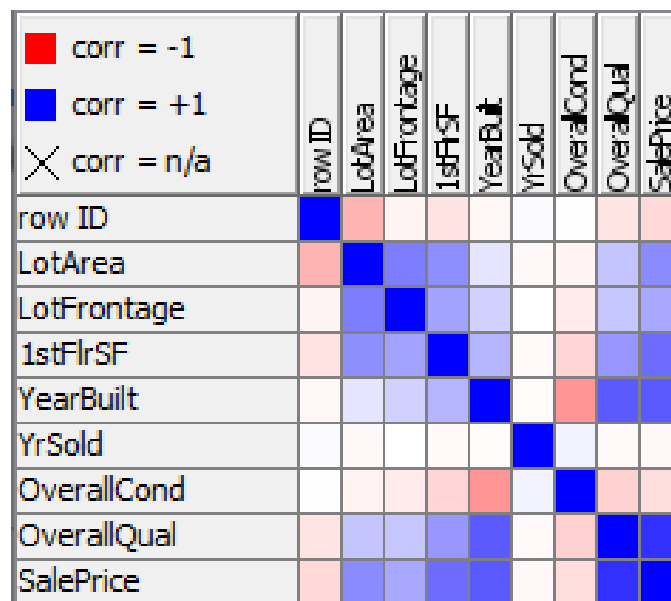 corr = -1
corr = +1
corr = n/a
row ID
LotArea
LotFrontage
1stFlrSF
YearBuilt
YrSold
OverallCond
OverallQual
SalePrice
row ID
LotArea
LotFrontage
1stFlrSF
YearBuilt
YrSold
OverallCond
OverallQual
SalePrice